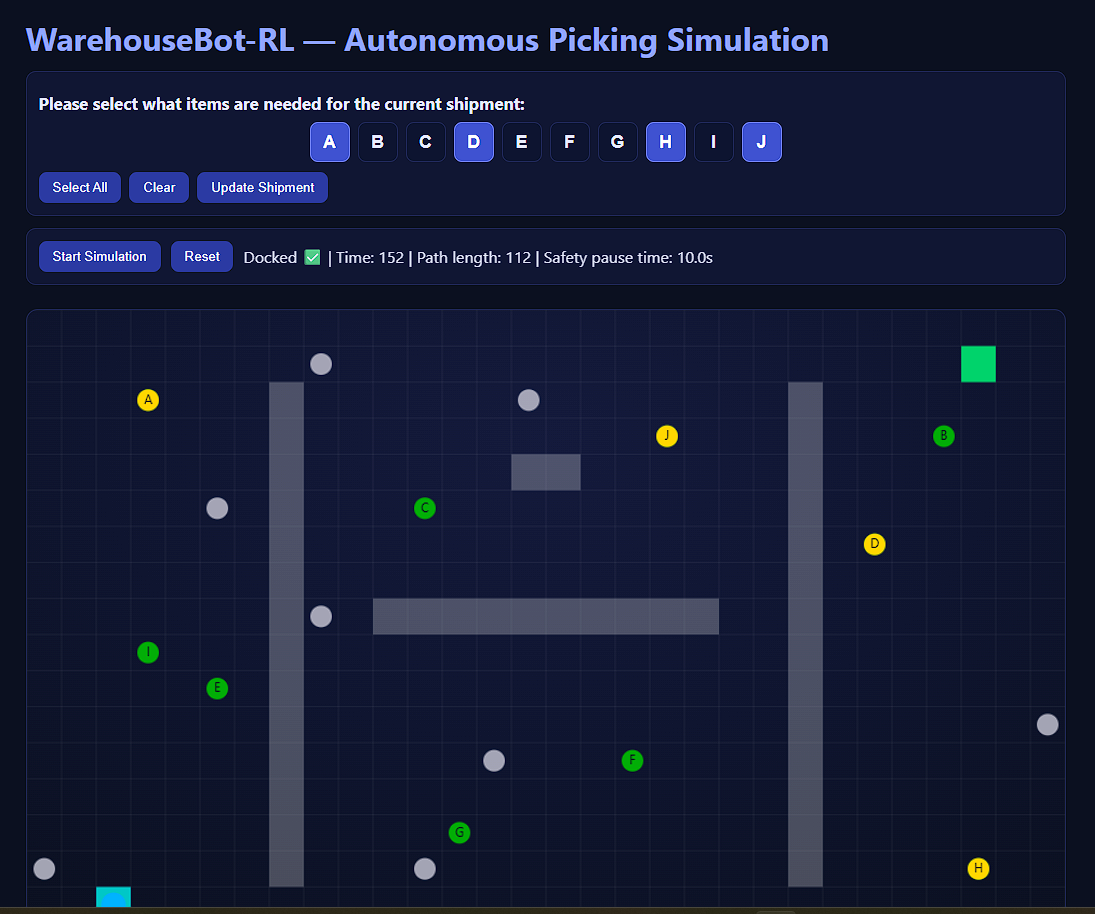 WarehouseBot-RL — Autonomous Picking Simulation
Please select what items are needed for the current shipment:
A B C D E F G H I J
Select All Clear Update Shipment
Start Simulation Reset Docked ✅ | Time: 152 | Path length: 112 | Safety pause time: 10.0s
A
J B
C
D
I
E
F
G
H